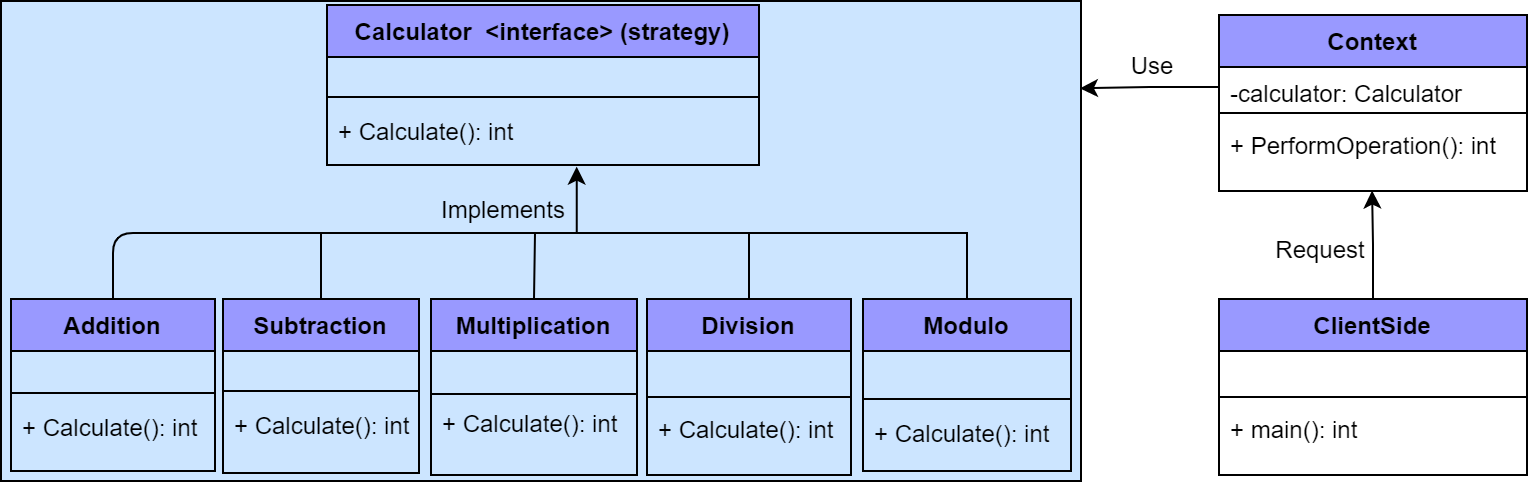 Calculator <interface> (strategy)
+ Calculate(): int
Implements
Addition
+ Calculate(): int
Subtraction
+ Calculate(): int
Multiplication
+ Calculate(): int
Division
+ Calculate(): int
Modulo
+ Calculate(): int
Use
Context
-calculator: Calculator
+ PerformOperation(): int
Request
ClientSide
+ main(): int